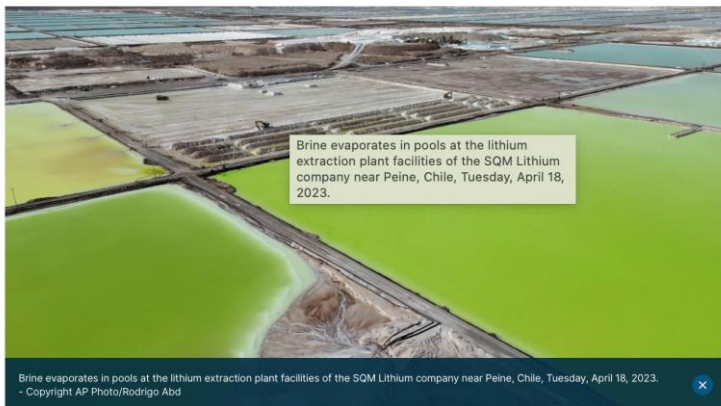 Brine evaporates in pools at the lithium
extraction plant facilities of the SQM Lithium
company near Peine, Chile, Tuesday, April 18,
2023.
Brine evaporates in pools at the lithium extraction plant facilities of the SQM Lithium company near Peine, Chile, Tuesday, April 18, 2023.
- Copyright AP Photo/Rodrigo Abd